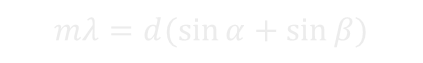 mλ = d(sin α + sin β)